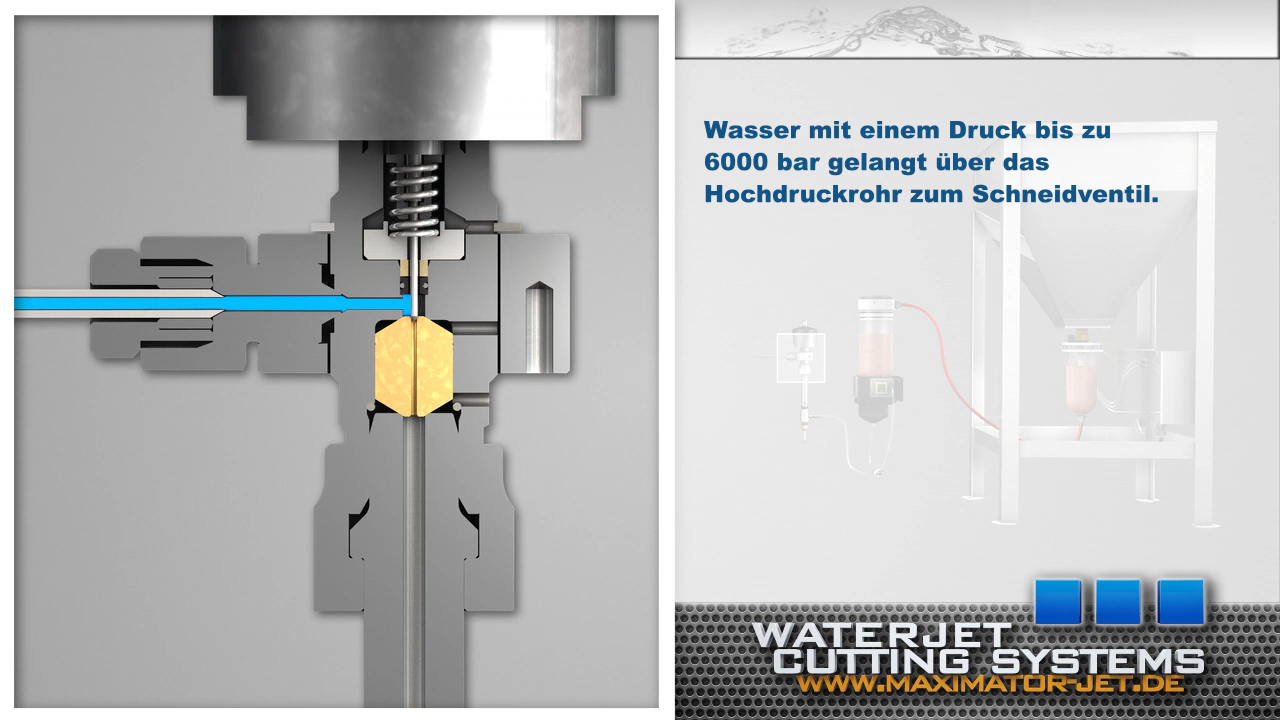 Wasser mit einem Druck bis zu
6000 bar gelangt über das
Hochdruckrohr zum Schneidventil.
WATERJET
CUTTING SYSTEMS
WWW.MAXIMATOR-JET.DE